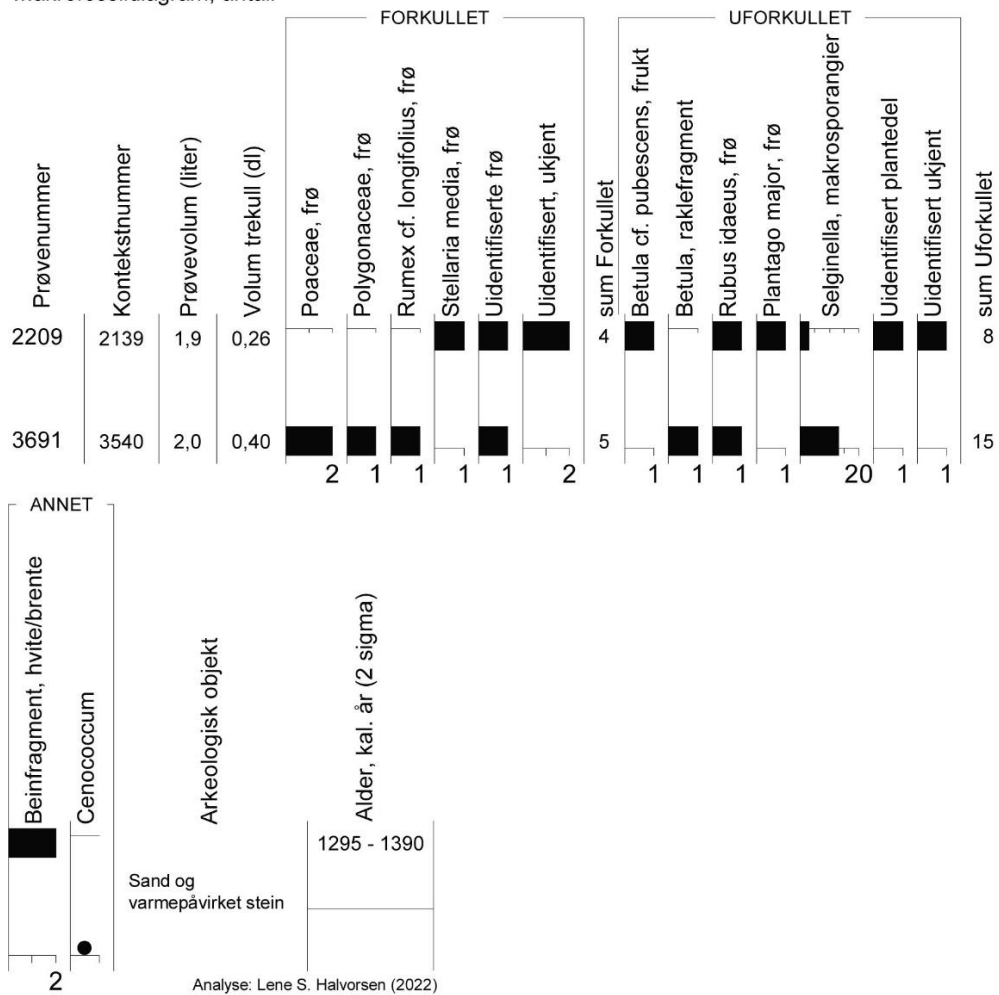 Makrofossildiagram, antall
FORKULLET
UFORKULLET
Prøvenummer
Kontekstnummer
Prøvevolum (liter)
Volum trekull (dl)
Poaceae, frø
Polygonaceae, frø
Rumex cf. longifolius, frø
Stellaria media, frø
Uidentifiserte frø
Uidentifisert, ukjent
sum Forkullet
Betula cf. pubescens, frukt
Betula, raklefragment
Rubus idaeus, frø
Plantago major, frø
Selginella, makrosporangier
Uidentifisert plantedel
Uidentifisert ukjent
sum Uforkullet
2209 2139 1,9 0,26 4 8
3691 3540 2,0 0,40 5 15
2 1 1 1 1 2 1 1 1 1 20 1 1
ANNET
Beinfragment, hvite/brente
Cenococcum
Arkeologisk objekt
Alder, kal. år (2 sigma)
1295 - 1390
Sand og
varmepåvirket stein
2
Analyse: Lene S. Halvorsen (2022)